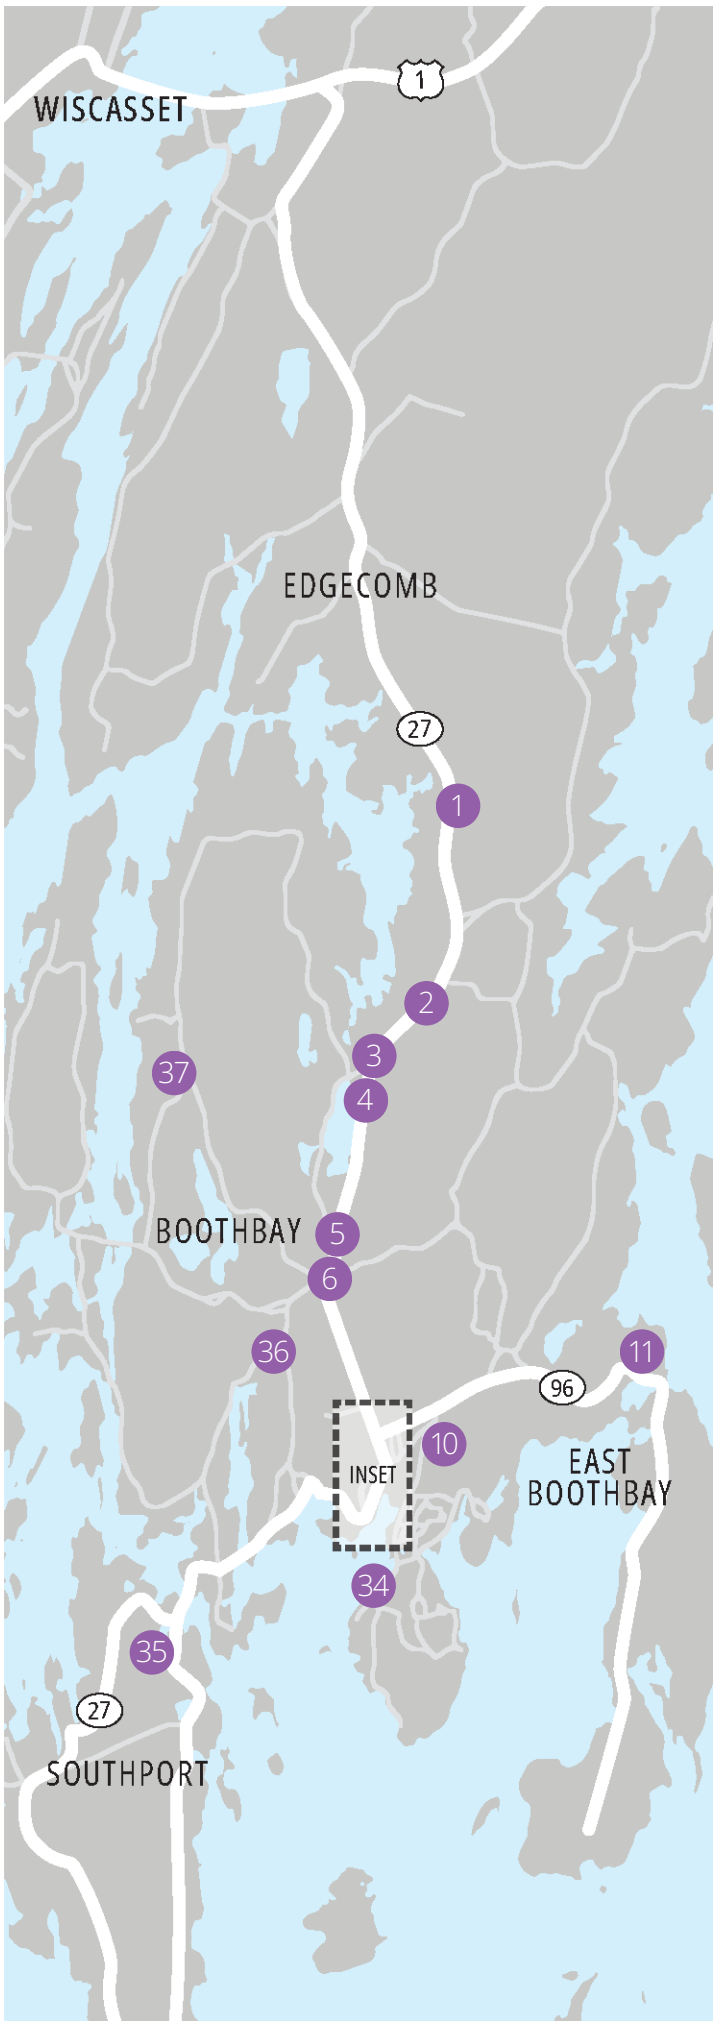 1
WISCASSET
EDGECOMB
27
1
2
3
37
4
BOOTHBAY
5
6
36
11
96
10
EAST
BOOTHBAY
INSET
34
35
27
SOUTHPORT